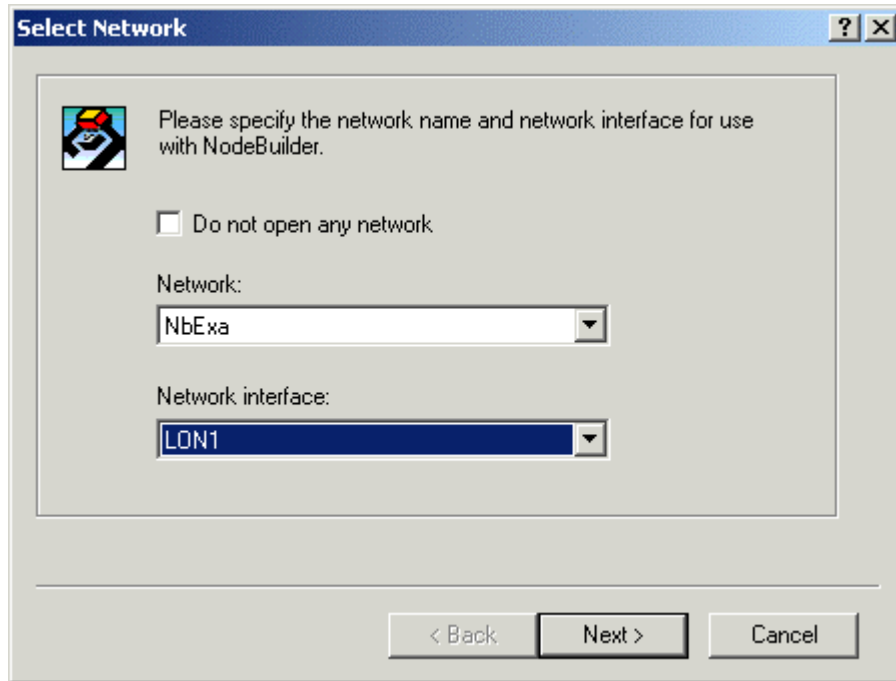 Select Network
Please specify the network name and network interface for use
with NodeBuilder.
Do not open any network
Network:
NbExa
Network interface:
LON1
< Back
Next >
Cancel